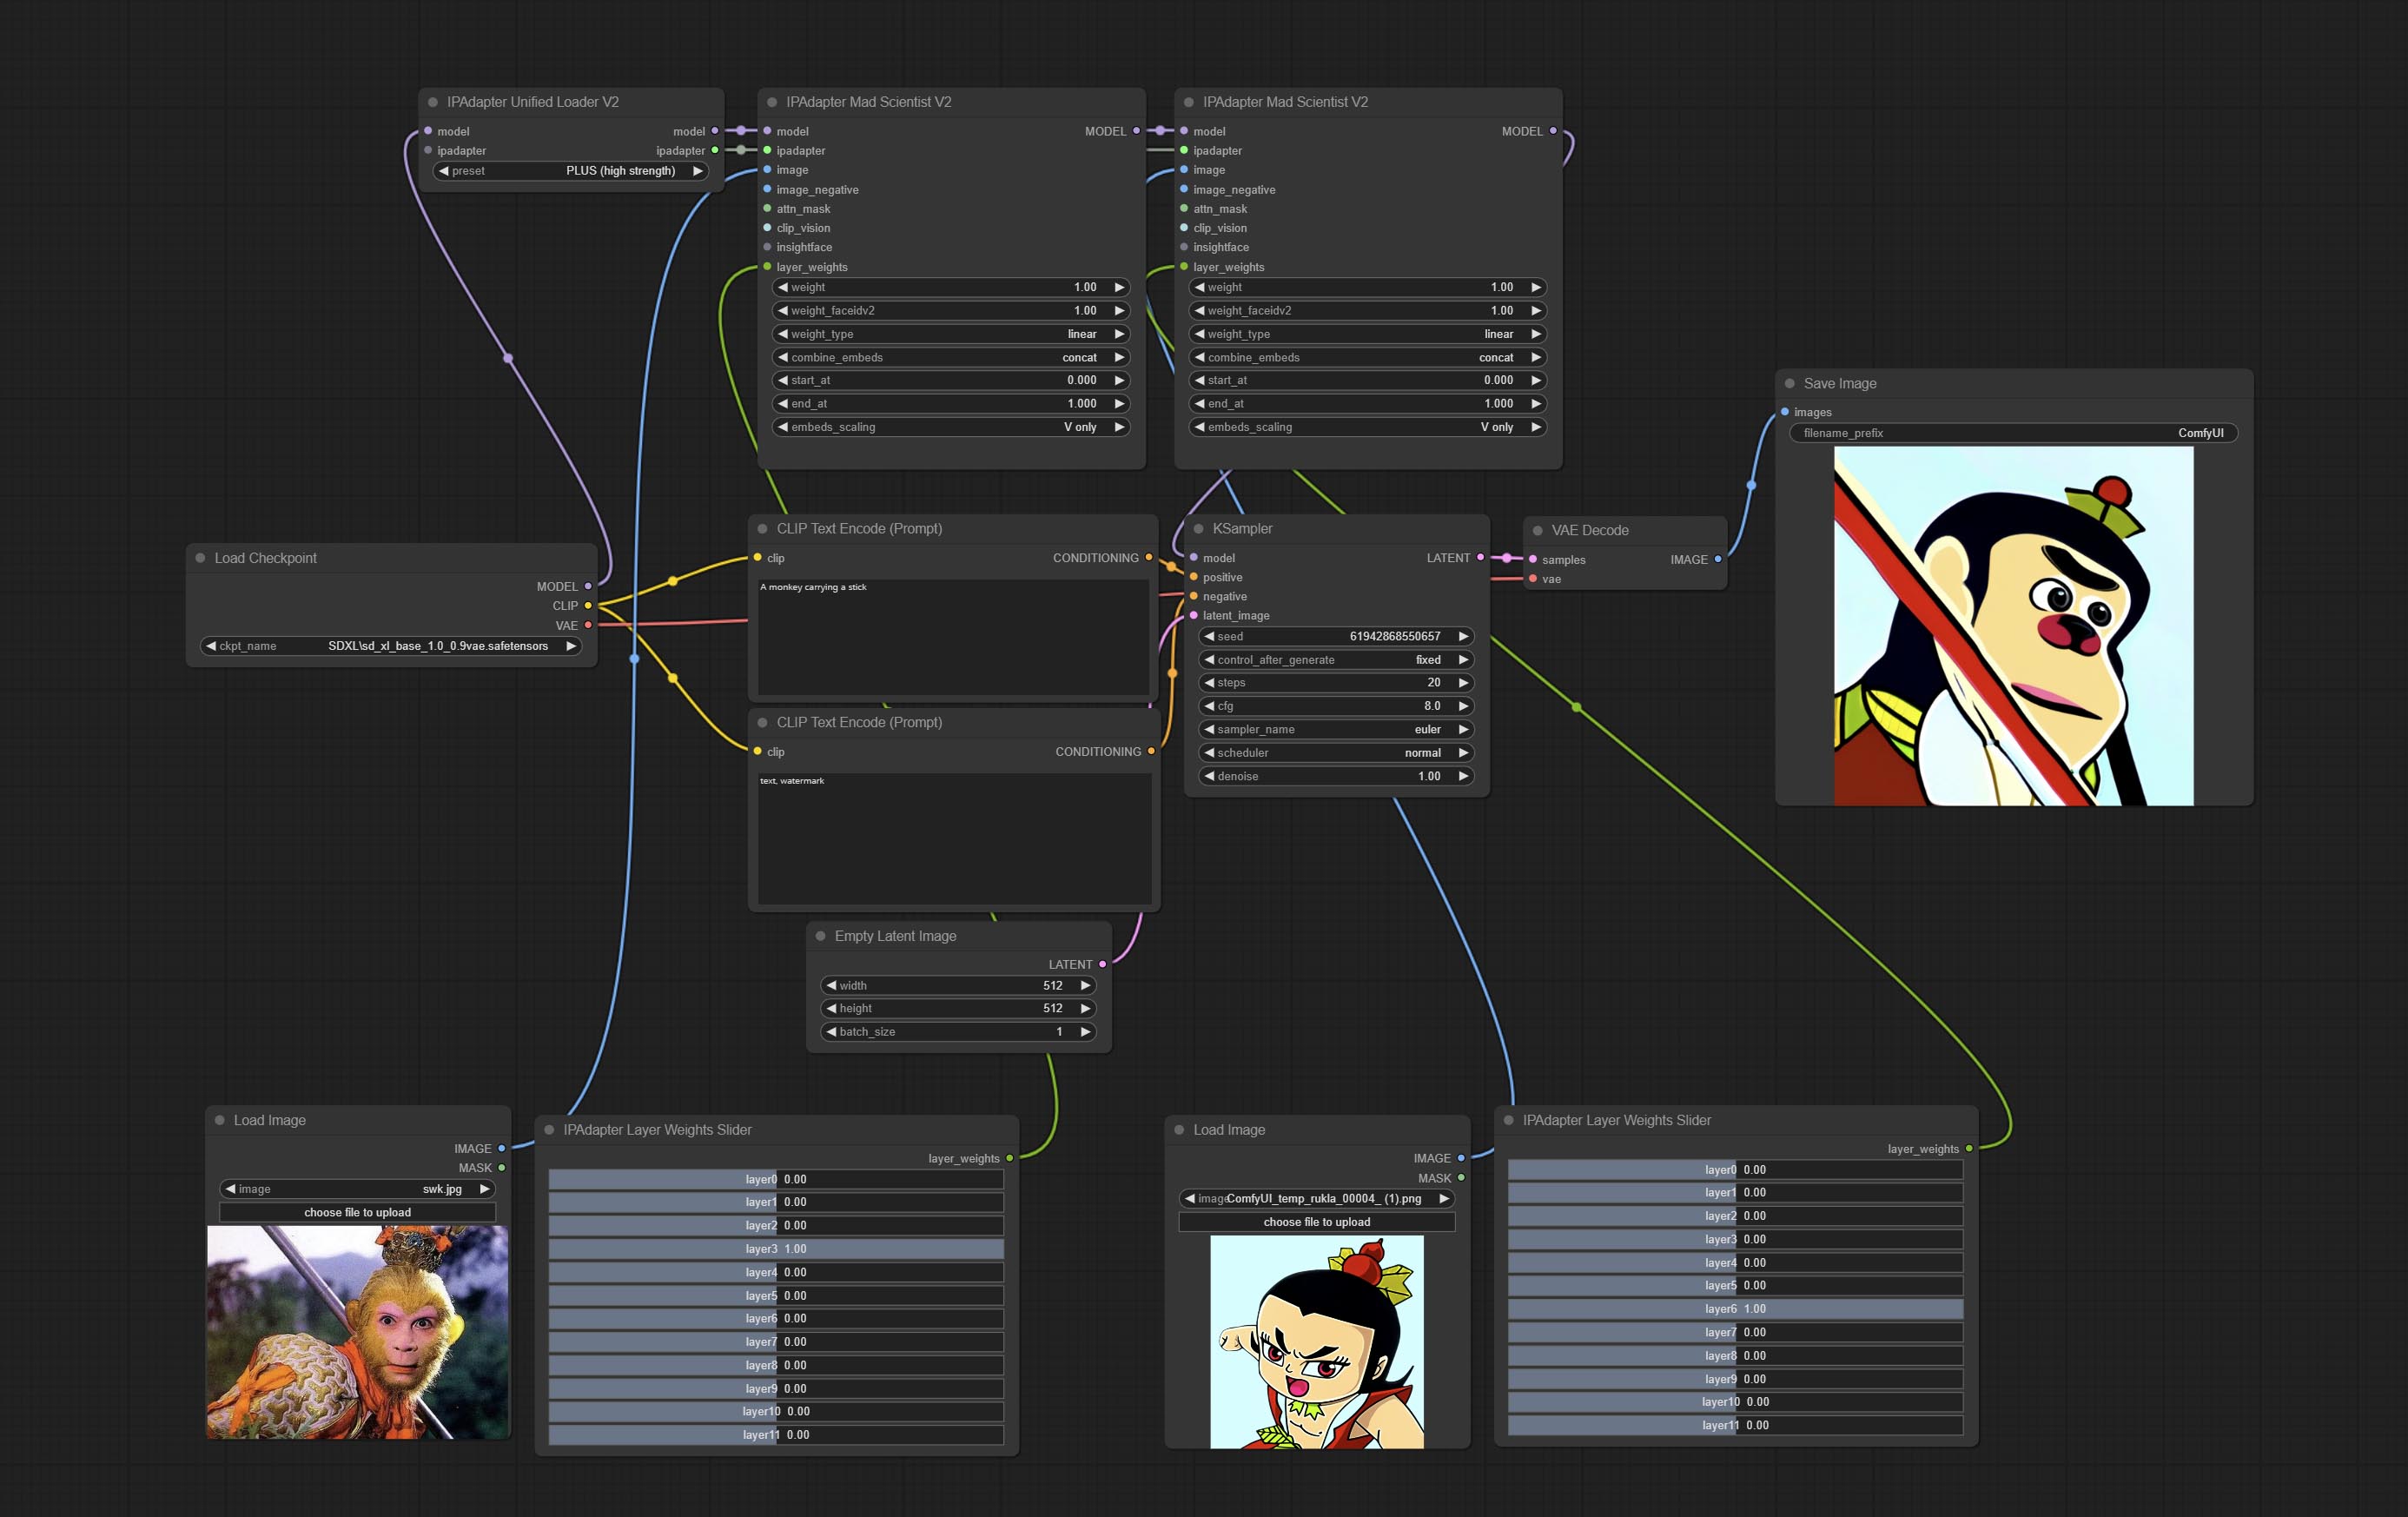 IPAdapter Unified Loader V2
model model
ipadapter ipadapter
preset PLUS (high strength)
IPAdapter Mad Scientist V2
model MODEL
ipadapter
image
image_negative
attn_mask
clip_vision
insightface
layer_weights
weight 1.00
weight_faceidv2 1.00
weight_type linear
combine_embeds concat
start_at 0.000
end_at 1.000
embeds_scaling V only
IPAdapter Mad Scientist V2
model MODEL
ipadapter
image
image_negative
attn_mask
clip_vision
insightface
layer_weights
weight 1.00
weight_faceidv2 1.00
weight_type linear
combine_embeds concat
start_at 0.000
end_at 1.000
embeds_scaling V only
Save Image
images
filename_prefix ComfyUI
Load Checkpoint
MODEL
CLIP
VAE
ckpt_name SDXL\sd_xl_base_1.0_0.9vae.safetensors
CLIP Text Encode (Prompt)
clip CONDITIONING
A monkey carrying a stick
CLIP Text Encode (Prompt)
clip CONDITIONING
text, watermark
KSampler
model LATENT
positive
negative
latent_image
seed 61942868550657
control_after_generate fixed
steps 20
cfg 8.0
sampler_name euler
scheduler normal
denoise 1.00
VAE Decode
samples IMAGE
vae
Empty Latent Image
LATENT
width 512
height 512
batch_size 1
Load Image
IMAGE
MASK
image swk.jpg
choose file to upload
IPAdapter Layer Weights Slider
layer_weights
layer0 0.00
layer1 0.00
layer2 0.00
layer3 1.00
layer4 0.00
layer5 0.00
layer6 0.00
layer7 0.00
layer8 0.00
layer9 0.00
layer10 0.00
layer11 0.00
Load Image
IMAGE
MASK
image ComfyUI_temp_rukla_00004_ (1).png
choose file to upload
IPAdapter Layer Weights Slider
layer_weights
layer0 0.00
layer1 0.00
layer2 0.00
layer3 0.00
layer4 0.00
layer5 0.00
layer6 1.00
layer7 0.00
layer8 0.00
layer9 0.00
layer10 0.00
layer11 0.00